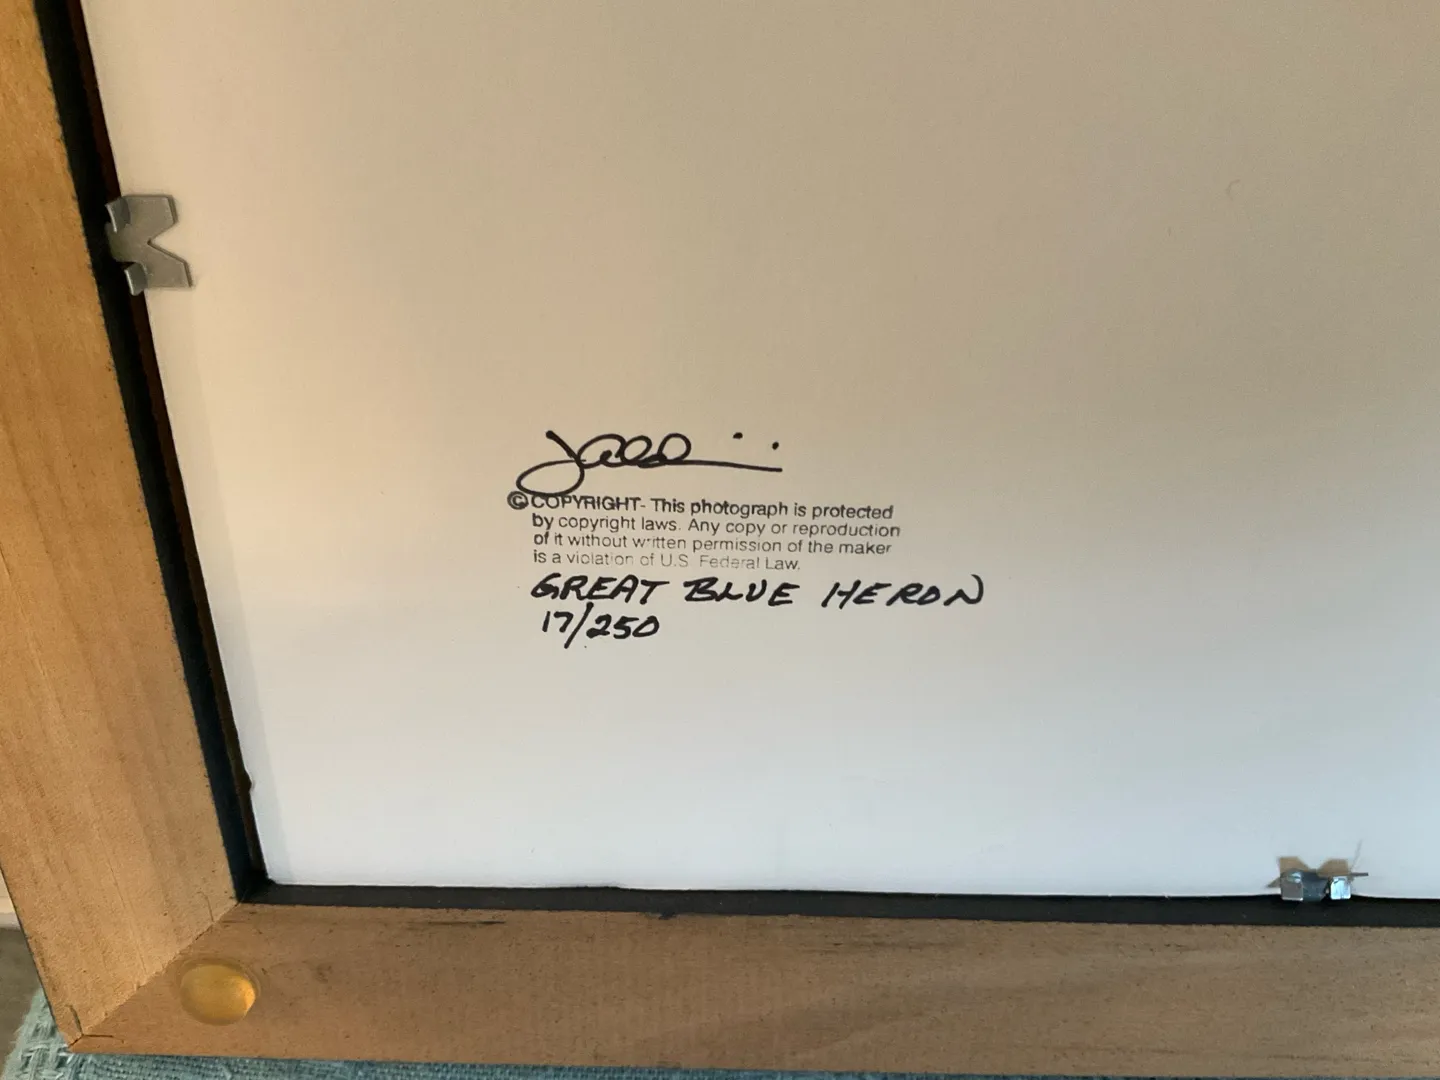 © COPYRIGHT- This photograph is protected
by copyright laws. Any copy or reproduction
of it without written permission of the maker
is a violation of U.S. Federal Law.
GREAT BLUE HERON
17/250